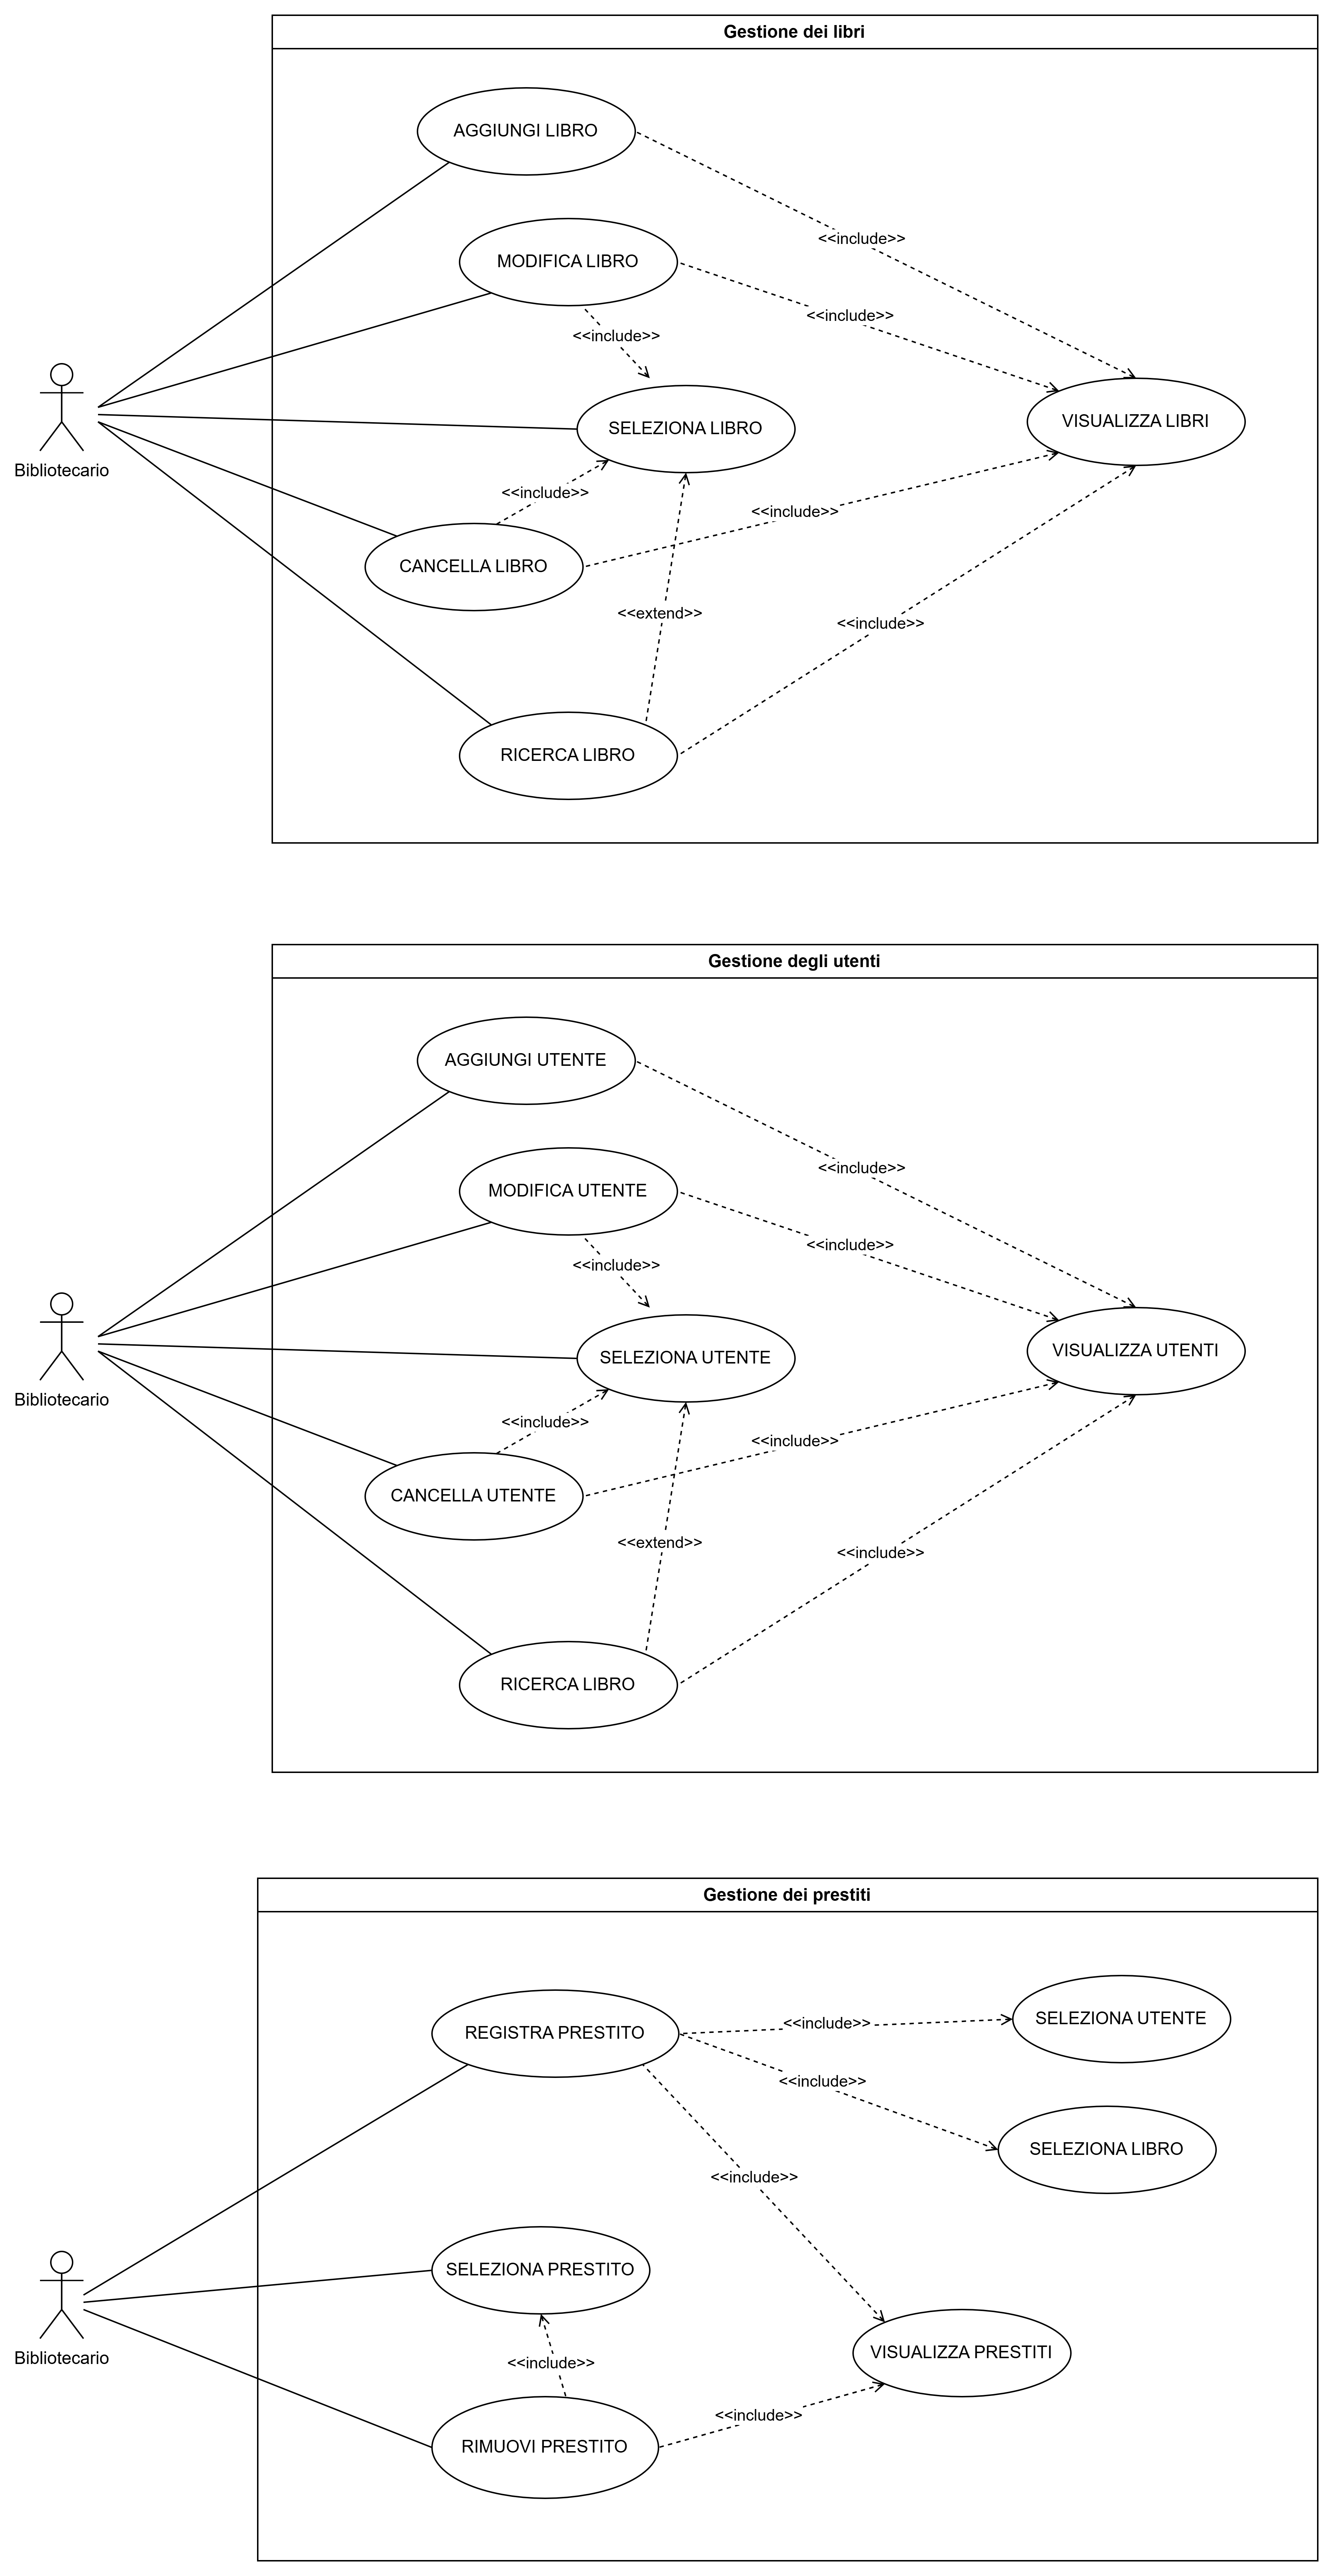 Gestione dei libri
AGGIUNGI LIBRO
<<include>>
MODIFICA LIBRO
<<include>>
<<include>>
SELEZIONA LIBRO
VISUALIZZA LIBRI
Bibliotecario
<<include>>
<<include>>
CANCELLA LIBRO
<<extend>>
<<include>>
RICERCA LIBRO
Gestione degli utenti
AGGIUNGI UTENTE
<<include>>
MODIFICA UTENTE
<<include>>
<<include>>
SELEZIONA UTENTE
VISUALIZZA UTENTI
Bibliotecario
<<include>>
<<include>>
CANCELLA UTENTE
<<extend>>
<<include>>
RICERCA LIBRO
Gestione dei prestiti
REGISTRA PRESTITO
<<include>>
SELEZIONA UTENTE
<<include>>
SELEZIONA LIBRO
<<include>>
SELEZIONA PRESTITO
VISUALIZZA PRESTITI
Bibliotecario
<<include>>
<<include>>
RIMUOVI PRESTITO